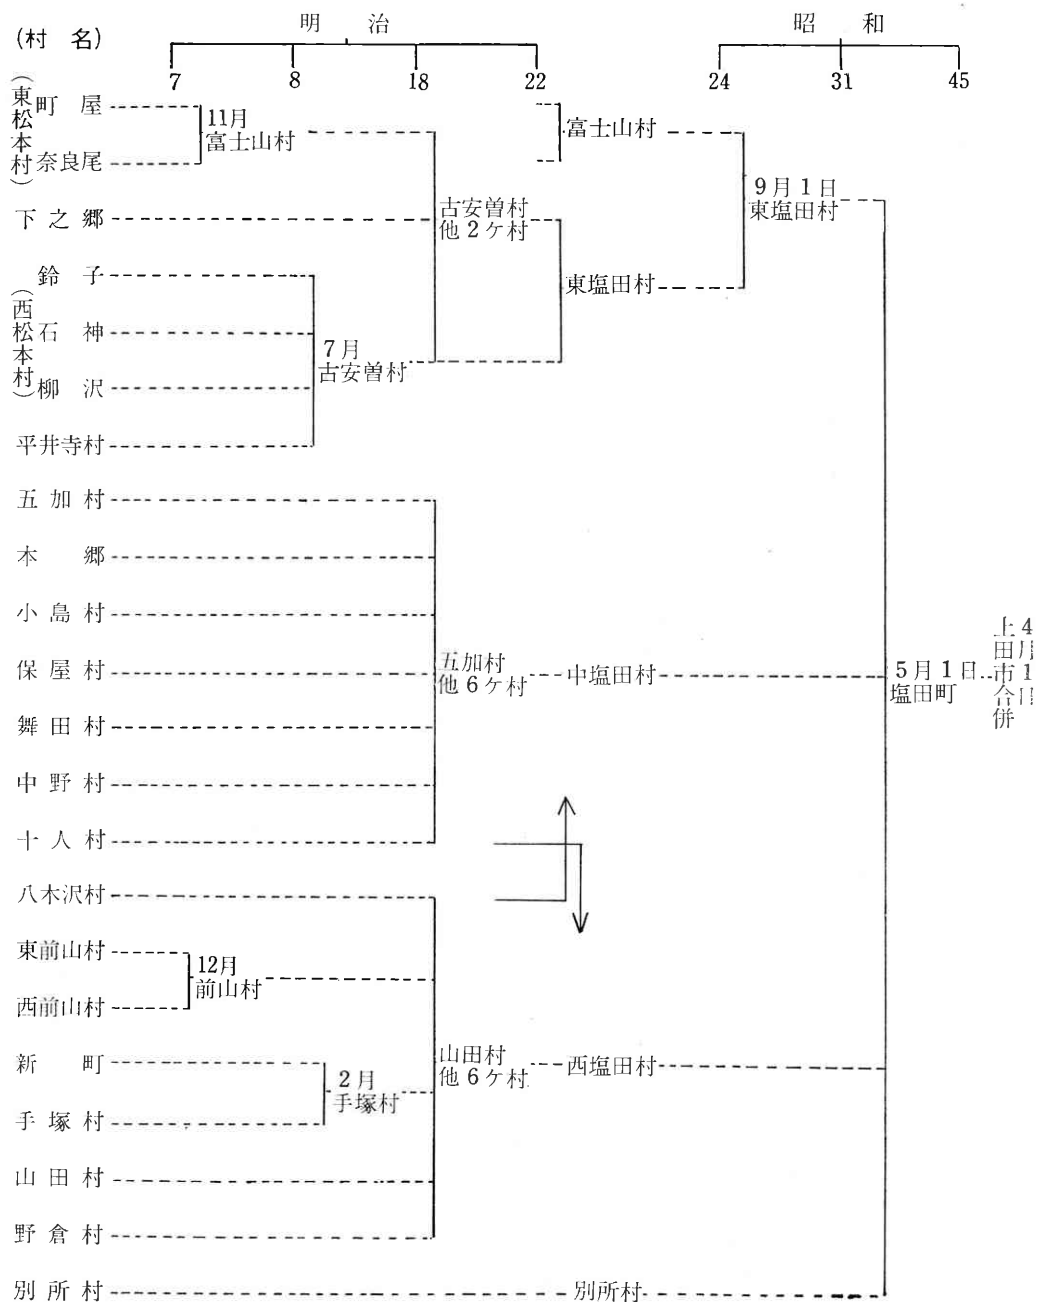 (村 名)
明 治
昭 和
7 8 18 22 24 31 45
(東松本村)
町 屋
奈良尾
11月
富士山村
富士山村
下之郷
古安曽村
他2ケ村
9月1日
東塩田村
(西松本村)
鈴 子
石 神
柳 沢
平井寺村
7月
古安曽村
東塩田村
五加村
本 郷
小島村
保屋村
舞田村
中野村
十人村
五加村
他6ケ村
中塩田村
5月1日
塩田町
4月1日
上田市合併
八木沢村
東前山村
西前山村
12月
前山村
新 町
手塚村
2月
手塚村
山田村
他6ケ村
西塩田村
山田村
野倉村
別所村
別所村